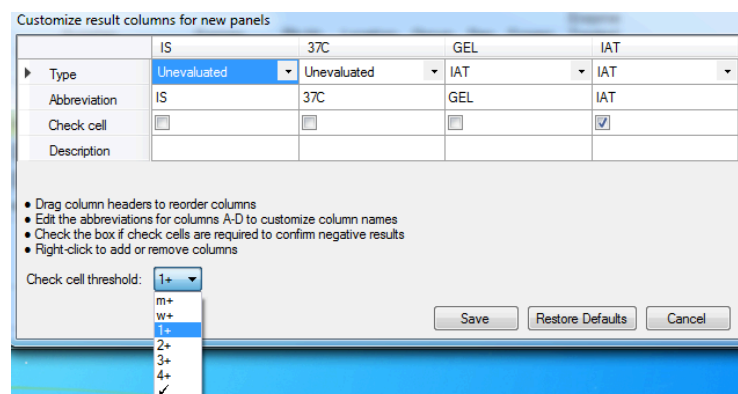 Customize result columns for new panels
IS 37C GEL IAT
Type Unevaluated Unevaluated IAT IAT
Abbreviation IS 37C GEL IAT
Check cell
Description
• Drag column headers to reorder columns
• Edit the abbreviations for columns A-D to customize column names
• Check the box if check cells are required to confirm negative results
• Right-click to add or remove columns
Check cell threshold: 1+
m+
w+
1+
2+
3+
4+
✓
Save Restore Defaults Cancel